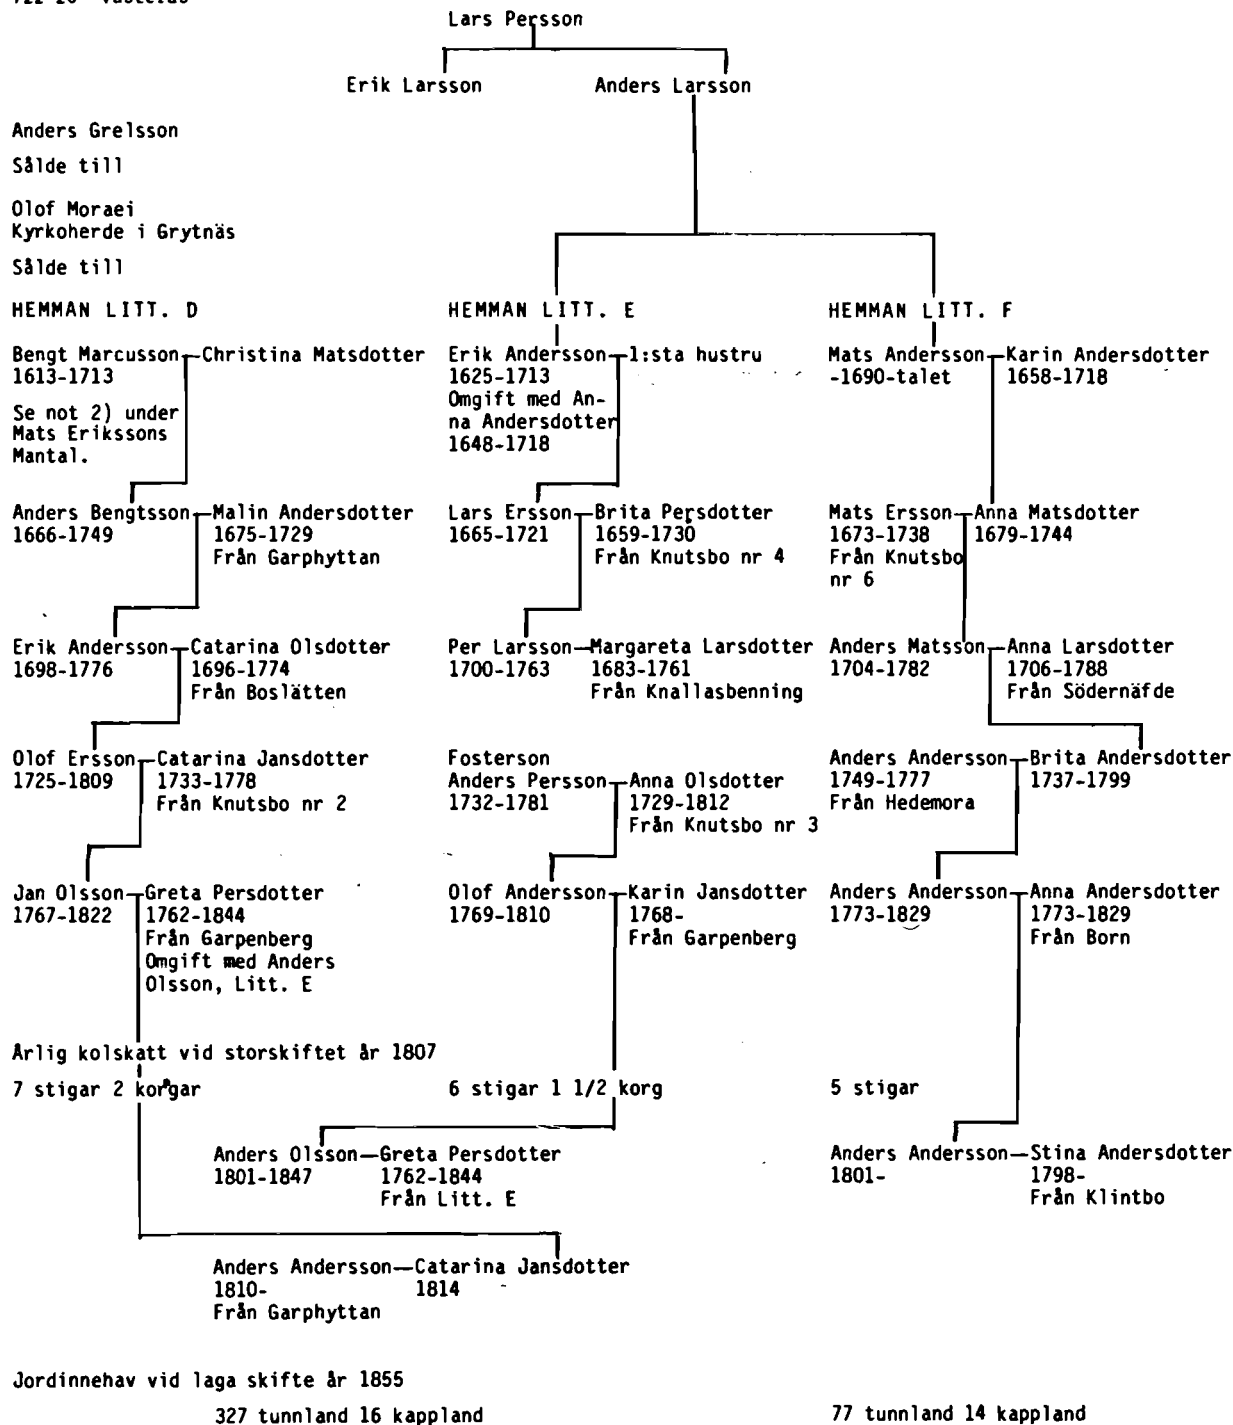 Lars Persson
Erik Larsson Anders Larsson
Anders Grelsson
Sålde till
Olof Moraei
Kyrkoherde i Grytnäs
Sålde till
HEMMAN LITT. D HEMMAN LITT. E HEMMAN LITT. F
Bengt Marcusson Christina Matsdotter Erik Andersson 1:sta hustru Mats Andersson Karin Andersdotter
1613-1713 1625-1713 -1690-talet 1658-1718
Omgift med An-
Se not 2) under na Andersdotter
Mats Erikssons 1648-1718
Mantal.
Anders Bengtsson Malin Andersdotter Lars Ersson Brita Persdotter Mats Ersson Anna Matsdotter
1666-1749 1675-1729 1665-1721 1659-1730 1673-1738 1679-1744
Från Garphyttan Från Knutsbo nr 4 Från Knutsbo
nr 6
Erik Andersson Catarina Olsdotter Per Larsson Margareta Larsdotter Anders Matsson Anna Larsdotter
1698-1776 1696-1774 1700-1763 1683-1761 1704-1782 1706-1788
Från Boslätten Från Knallasbenning Från Södernäfde
Olof Ersson Catarina Jansdotter Fosterson Anders Andersson Brita Andersdotter
1725-1809 1733-1778 Anders Persson Anna Olsdotter 1749-1777 1737-1799
Från Knutsbo nr 2 1732-1781 1729-1812 Från Hedemora
Från Knutsbo nr 3
Jan Olsson Greta Persdotter Olof Andersson Karin Jansdotter Anders Andersson Anna Andersdotter
1767-1822 1762-1844 1769-1810 1768- 1773-1829 1773-1829
Från Garpenberg Från Garpenberg Från Born
Omgift med Anders
Olsson, Litt. E
Årlig kolskatt vid storskiftet år 1807
7 stigar 2 korgar 6 stigar 1 1/2 korg 5 stigar
Anders Olsson Greta Persdotter Anders Andersson Stina Andersdotter
1801-1847 1762-1844 1801- 1798-
Från Litt. E Från Klintbo
Anders Andersson Catarina Jansdotter
1810- 1814
Från Garphyttan
Jordinnehav vid laga skifte år 1855
327 tunnland 16 kappland 77 tunnland 14 kappland